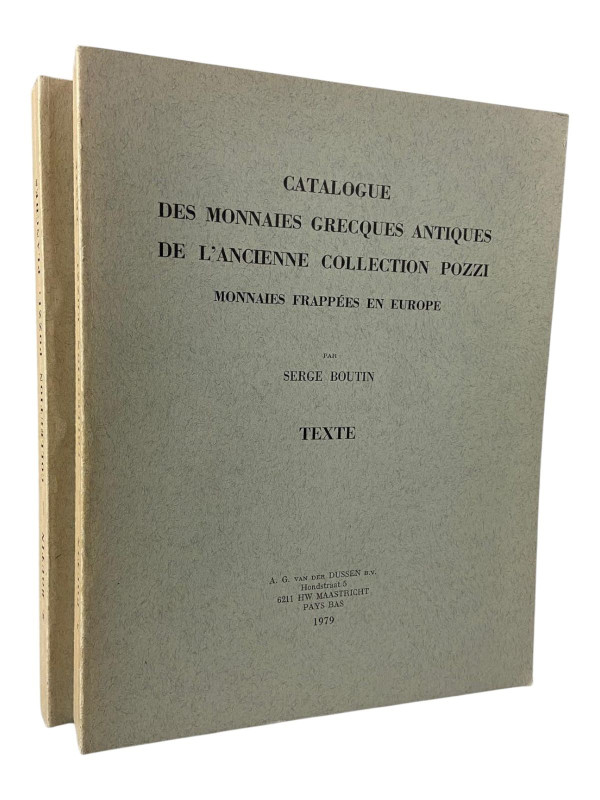 CATALOGUE
DES MONNAIES GRECQUES ANTIQUES
DE L'ANCIENNE COLLECTION POZZI
MONNAIES FRAPPÉES EN EUROPE
PAR
SERGE BOUTIN
TEXTE
A. G. VAN DER DUSSEN B.V.
Hondstraat 5
6211 HW MAASTRICHT
PAYS BAS
1979